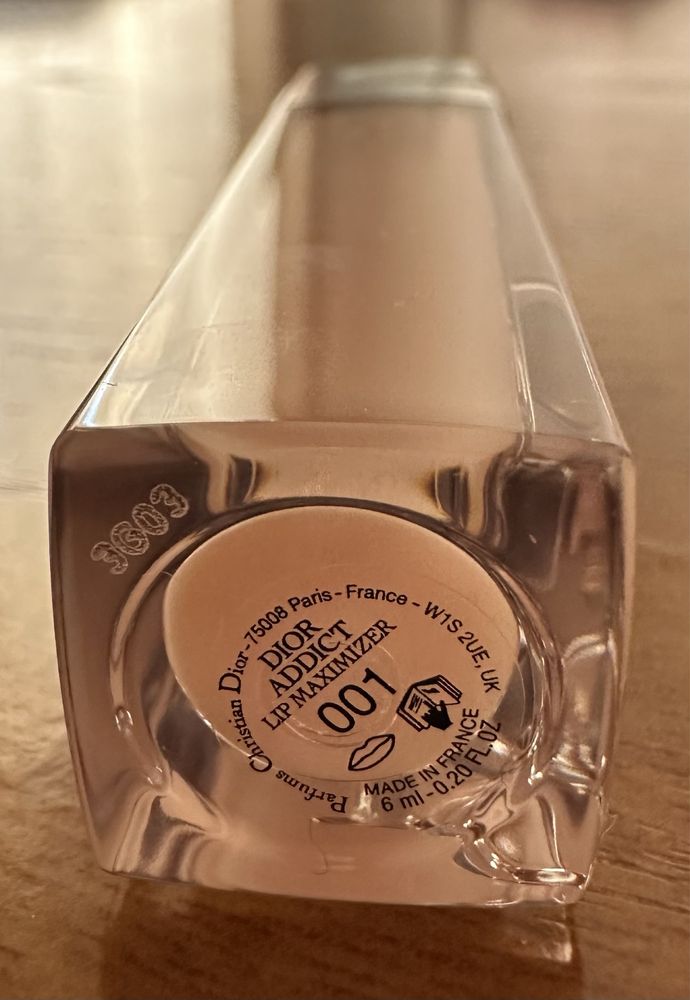 3G03
Parfums Christian Dior-75008 Paris-France - W1S 2UE, UK
DIOR
ADDICT
LIP MAXIMIZER
001
MADE IN FRANCE
6 ml -0.20 FL.OZ